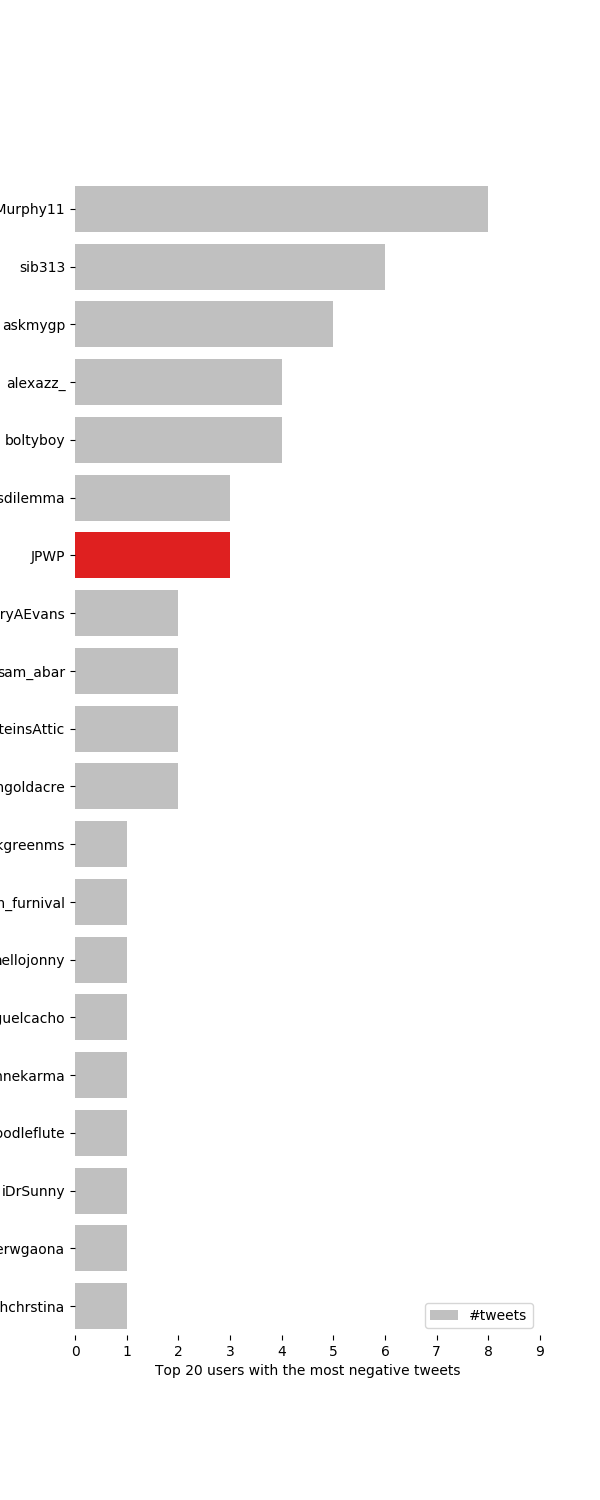 Murphy11
sib313
askmygp
alexazz_
boltyboy
sdilemma
JPWP
ryAEvans
sam_abar
teinsAttic
ngoldacre
kgreenms
n_furnival
hellojonny
guelcacho
nnekarma
oodleflute
iDrSunny
erwgaona
hchrstina
#tweets
0 1 2 3 4 5 6 7 8 9
Top 20 users with the most negative tweets